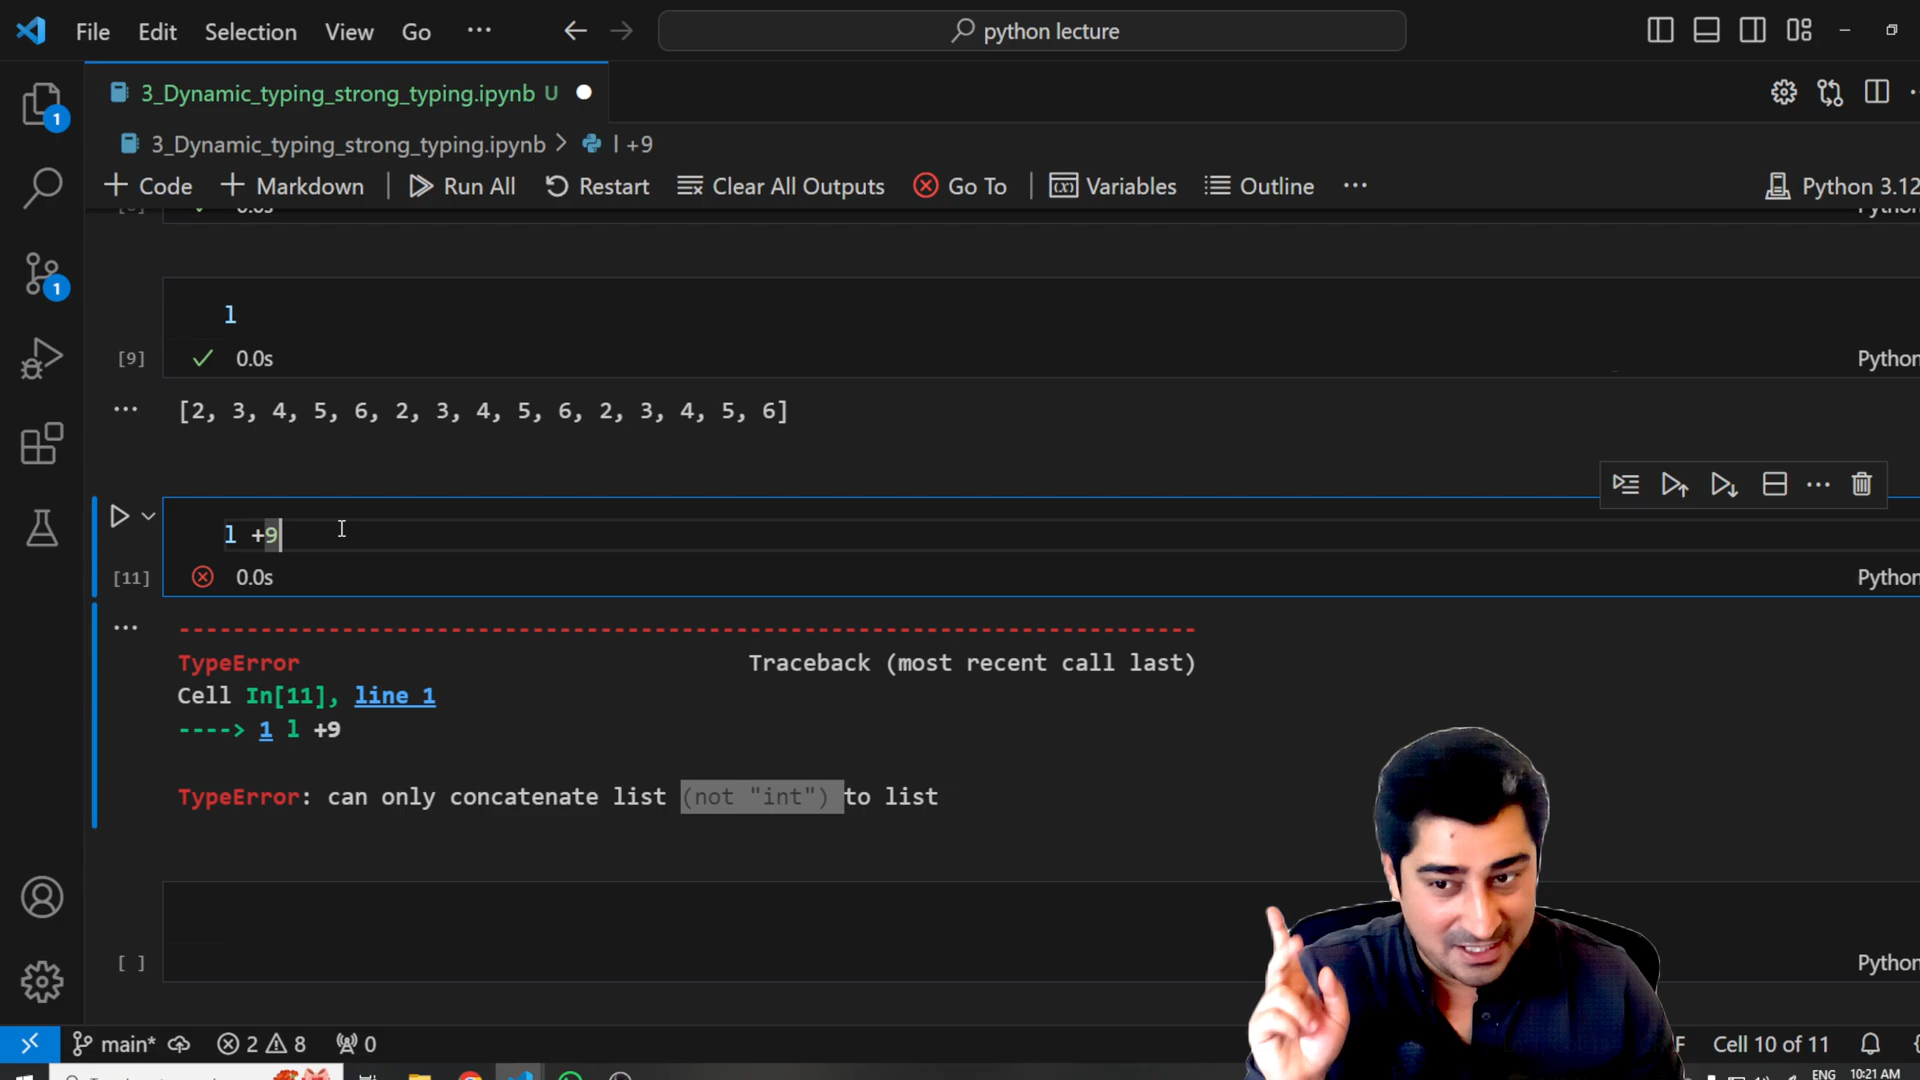 File Edit Selection View Go ··· python lecture
3_Dynamic_typing_strong_typing.ipynb U
3_Dynamic_typing_strong_typing.ipynb > l +9
+ Code + Markdown | Run All Restart Clear All Outputs Go To | Variables Outline ··· Python 3.12
0.0s
l
[9] 0.0s Python
[2, 3, 4, 5, 6, 2, 3, 4, 5, 6, 2, 3, 4, 5, 6]
l +9
[11] 0.0s Python
--------------------------------------------------------------------------
TypeError Traceback (most recent call last)
Cell In[11], line 1
----> 1 l +9
TypeError: can only concatenate list (not "int") to list
[ ] Python
1
1
main* 2 8 0 Cell 10 of 11
ENG 10:21 AM